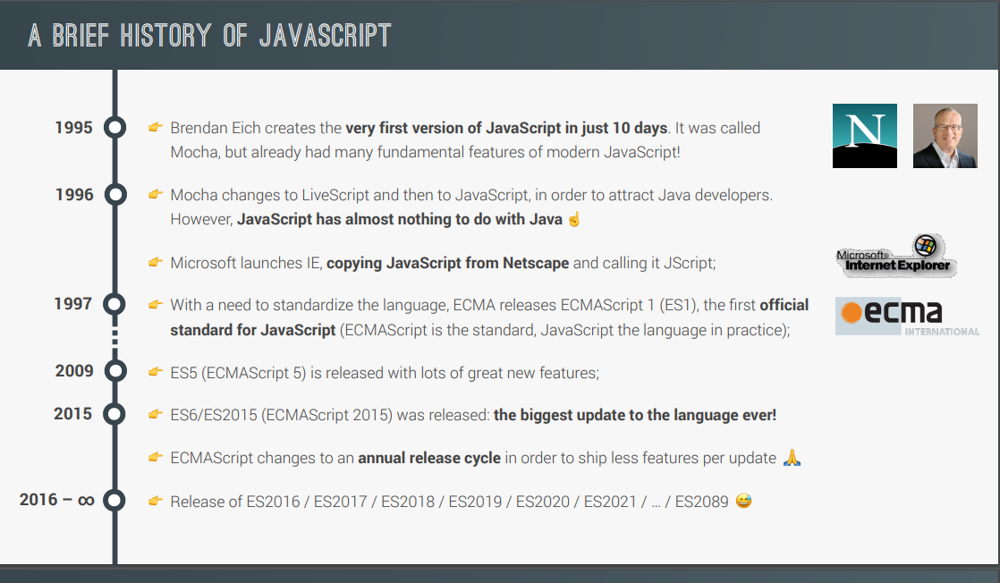 A BRIEF HISTORY OF JAVASCRIPT
1995
👉 Brendan Eich creates the very first version of JavaScript in just 10 days. It was called
Mocha, but already had many fundamental features of modern JavaScript!
N
1996
👉 Mocha changes to LiveScript and then to JavaScript, in order to attract Java developers.
However, JavaScript has almost nothing to do with Java ☝️
👉 Microsoft launches IE, copying JavaScript from Netscape and calling it JScript;
Microsoft®
Internet Explorer
1997
👉 With a need to standardize the language, ECMA releases ECMAScript 1 (ES1), the first official
standard for JavaScript (ECMAScript is the standard, JavaScript the language in practice);
ecma
INTERNATIONAL
2009
👉 ES5 (ECMAScript 5) is released with lots of great new features;
2015
👉 ES6/ES2015 (ECMAScript 2015) was released: the biggest update to the language ever!
👉 ECMAScript changes to an annual release cycle in order to ship less features per update 🙏
2016 – ∞
👉 Release of ES2016 / ES2017 / ES2018 / ES2019 / ES2020 / ES2021 / … / ES2089 😅